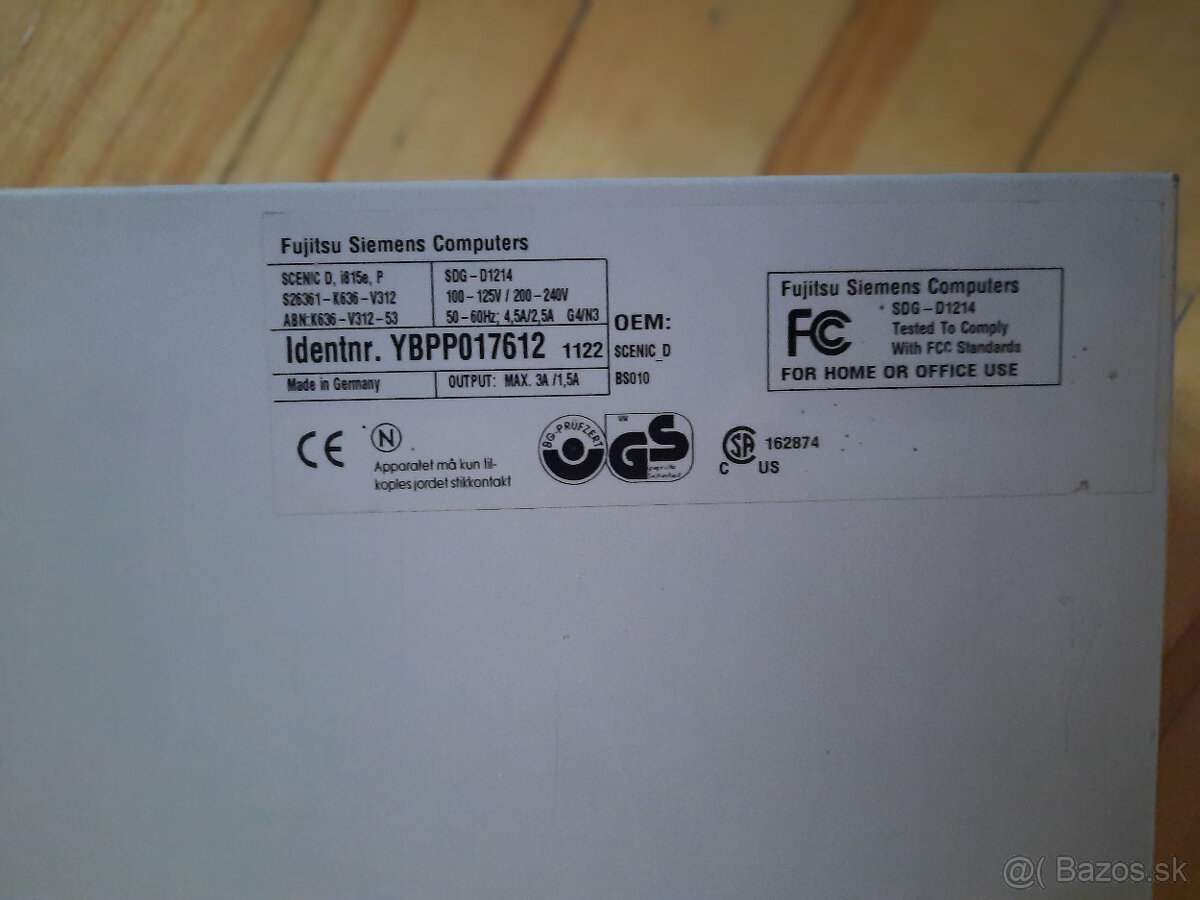 Fujitsu Siemens Computers
SCENIC D, i815e, P
S26361-K636-V312
ABN:K636-V312-53
SDG-D1214
100-125V / 200-240V
50-60Hz; 4,5A/2,5A G4/N3
Identnr. YBPP017612 1122
Made in Germany
OUTPUT: MAX. 3A /1,5A
OEM:
SCENIC_D
BS010
Fujitsu Siemens Computers
FC
SDG-D1214
Tested To Comply
With FCC Standards
FOR HOME OR OFFICE USE
CE
N
Apparatet må kun til-
koples jordet stikkontakt
BG-PRÜFZERT
GS
SA
162874
C US
@( Bazos.sk